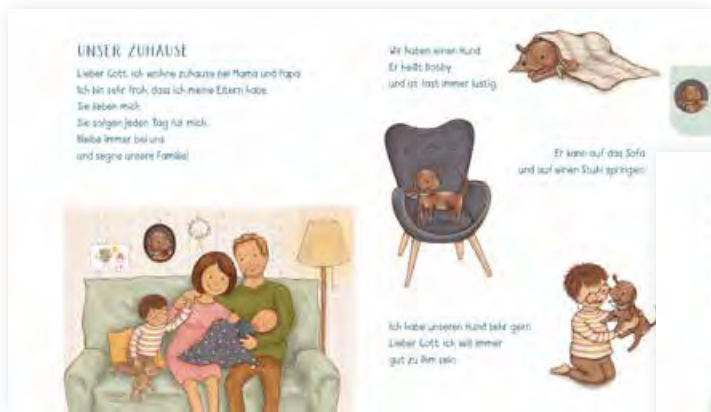 UNSER ZUHAUSE
Lieber Gott, ich wohne zuhause bei Mama und Papa.
Ich bin sehr froh, dass ich meine Eltern habe.
Sie lieben mich.
Sie sorgen jeden Tag für mich.
Bleibe immer bei uns
und segne unsere Familie!
Wir haben einen Hund.
Er heißt Bobby
und ist fast immer lustig.
Er kann auf das Sofa
und auf einen Stuhl springen.
Ich habe unseren Hund sehr gern.
Lieber Gott, ich will immer
gut zu ihm sein.